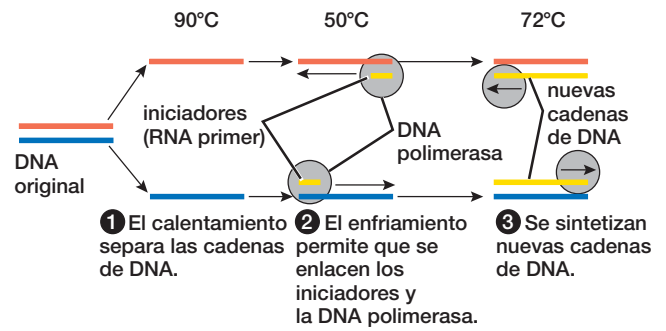 90°C
50°C
72°C
iniciadores
(RNA primer)
DNA
polimerasa
nuevas
cadenas
de DNA
DNA
original
1 El calentamiento
separa las cadenas
de DNA.
2 El enfriamiento
permite que se
enlacen los
iniciadores y
la DNA polimerasa.
3 Se sintetizan
nuevas cadenas
de DNA.